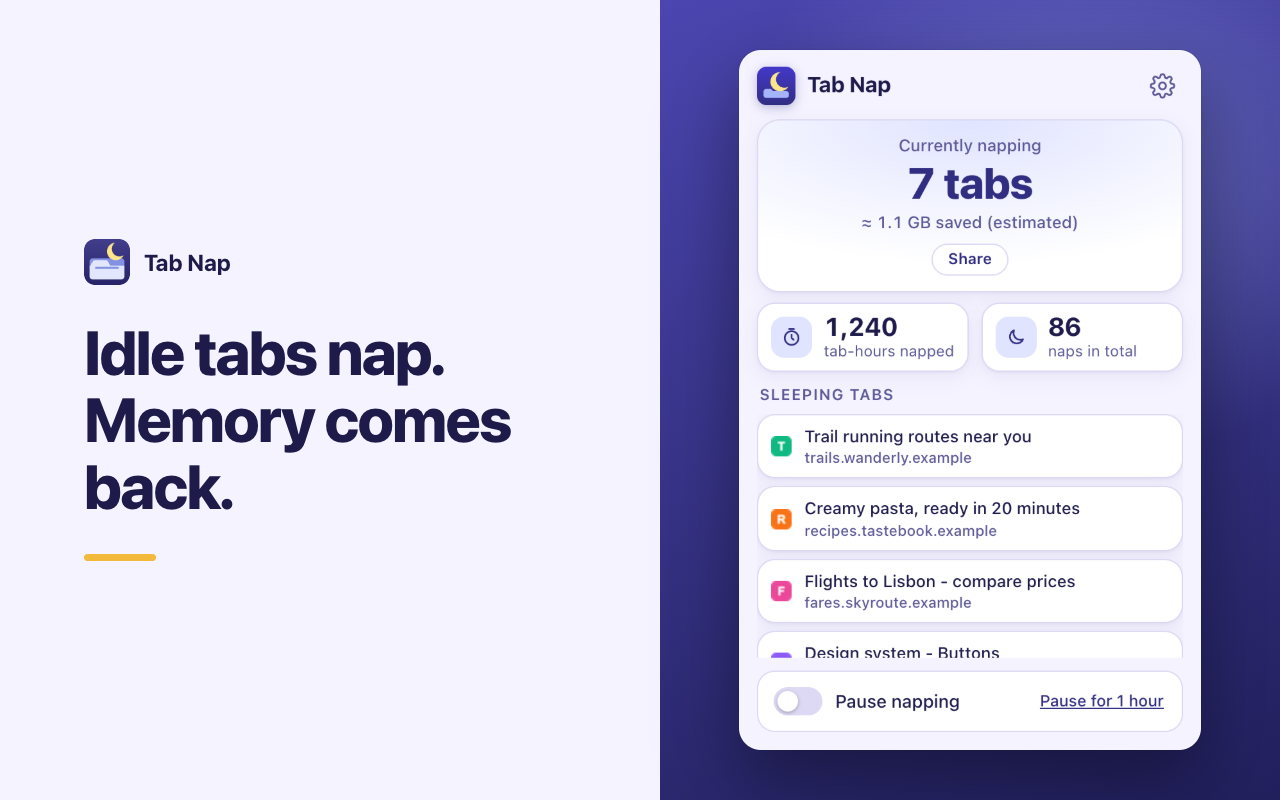 Tab Nap
Idle tabs nap.
Memory comes
back.
Tab Nap
Currently napping
7 tabs
≈ 1.1 GB saved (estimated)
Share
1,240
tab-hours napped
86
naps in total
SLEEPING TABS
T
Trail running routes near you
trails.wanderly.example
R
Creamy pasta, ready in 20 minutes
recipes.tastebook.example
F
Flights to Lisbon - compare prices
fares.skyroute.example
Design system - Buttons
Pause napping
Pause for 1 hour